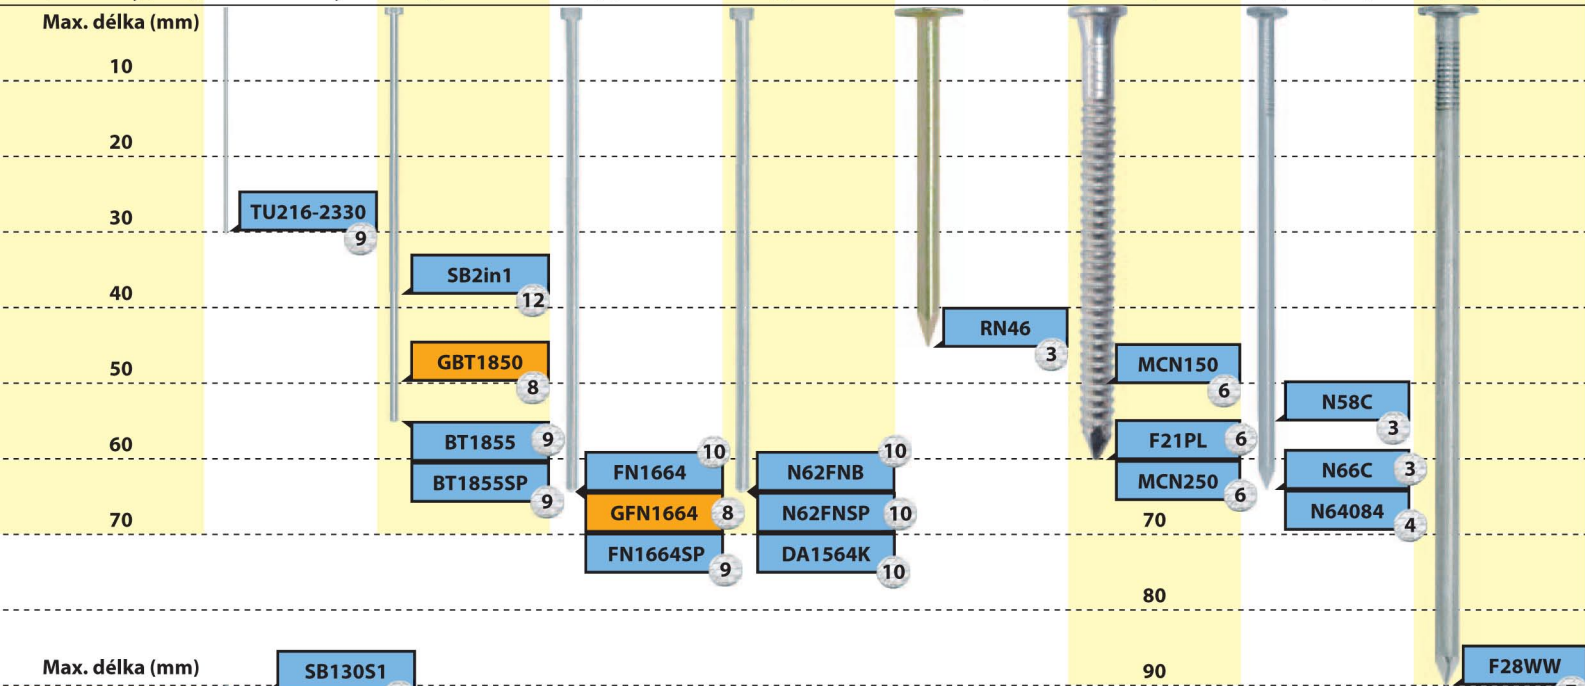 Max. délka (mm)
10
20
30
TU216-2330
9
SB2in1
12
40
RN46
3
GBT1850
8
50
MCN150
6
N58C
3
BT1855
9
60
F21PL
6
FN1664
10
N62FNB
10
N66C
3
BT1855SP
9
MCN250
6
GFN1664
8
N62FNSP
10
N64084
4
70
70
FN1664SP
9
DA1564K
10
80
Max. délka (mm)
SB130S1
90
F28WW